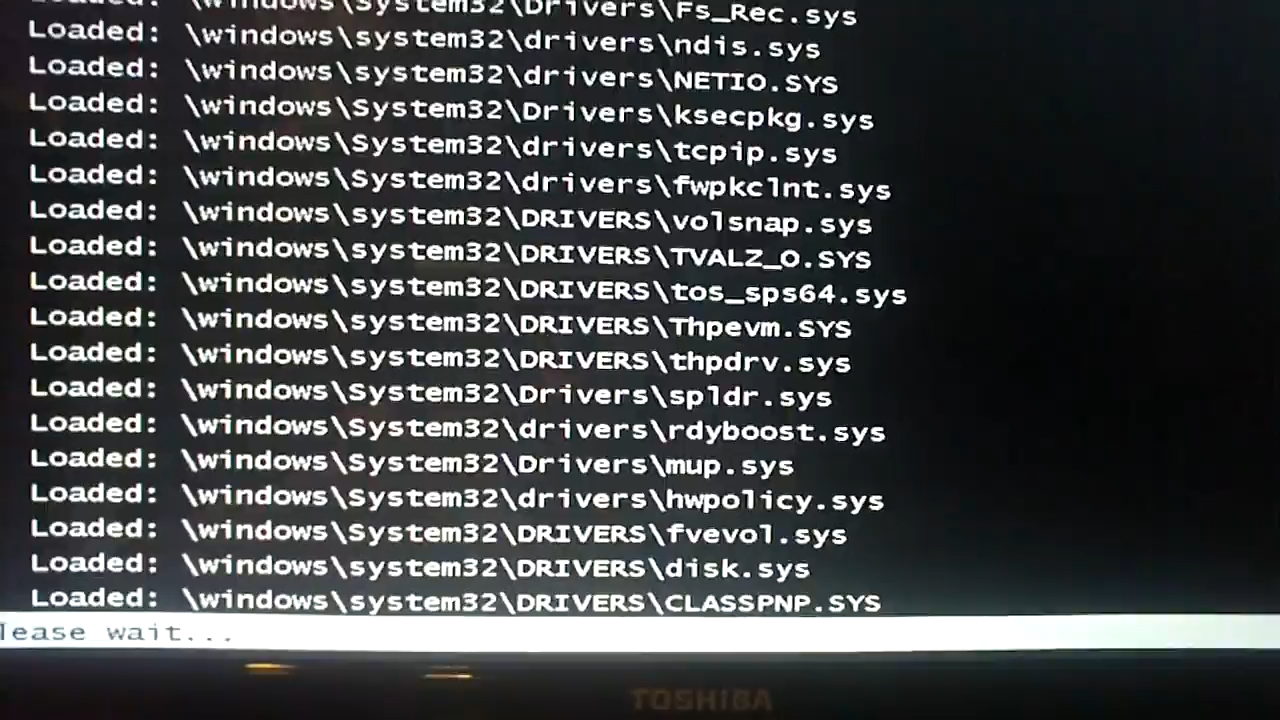 \windows\System32\Drivers\Fs_Rec.sys
Loaded: \windows\system32\drivers\ndis.sys
Loaded: \windows\system32\drivers\NETIO.SYS
Loaded: \windows\System32\Drivers\ksecpkg.sys
Loaded: \windows\System32\drivers\tcpip.sys
Loaded: \windows\System32\drivers\fwpkclnt.sys
Loaded: \windows\system32\DRIVERS\volsnap.sys
Loaded: \windows\system32\DRIVERS\TVALZ_O.SYS
Loaded: \windows\system32\DRIVERS\tos_sps64.sys
Loaded: \windows\system32\DRIVERS\Thpevm.SYS
Loaded: \windows\system32\DRIVERS\thpdrv.sys
Loaded: \windows\System32\Drivers\spldr.sys
Loaded: \windows\System32\drivers\rdyboost.sys
Loaded: \windows\System32\Drivers\mup.sys
Loaded: \windows\System32\drivers\hwpolicy.sys
Loaded: \windows\System32\DRIVERS\fvevol.sys
Loaded: \windows\system32\DRIVERS\disk.sys
Loaded: \windows\system32\DRIVERS\CLASSPNP.SYS
lease wait...
TOSHIBA